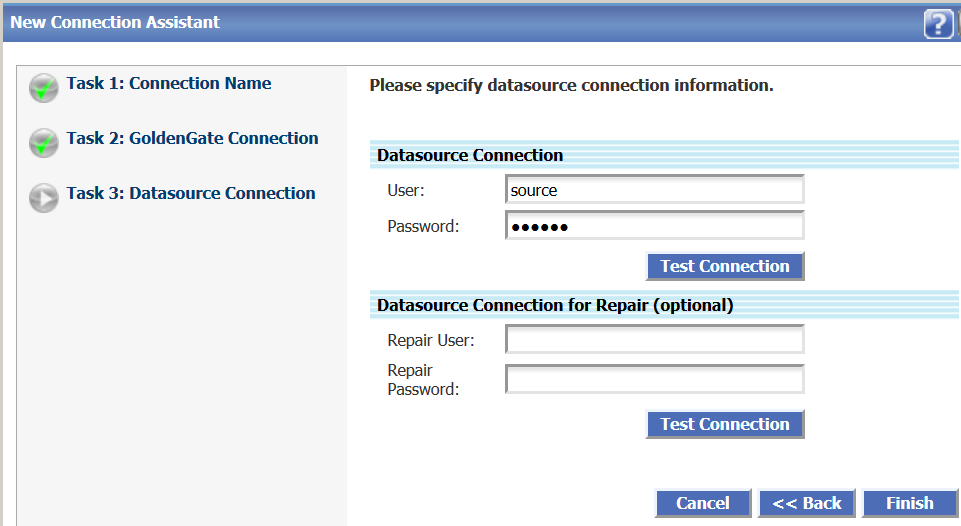 New Connection Assistant
?
Task 1: Connection Name
Task 2: GoldenGate Connection
Task 3: Datasource Connection
Please specify datasource connection information.
Datasource Connection
User: source
Password: ●●●●●●
Test Connection
Datasource Connection for Repair (optional)
Repair User:
Repair
Password:
Test Connection
Cancel << Back Finish